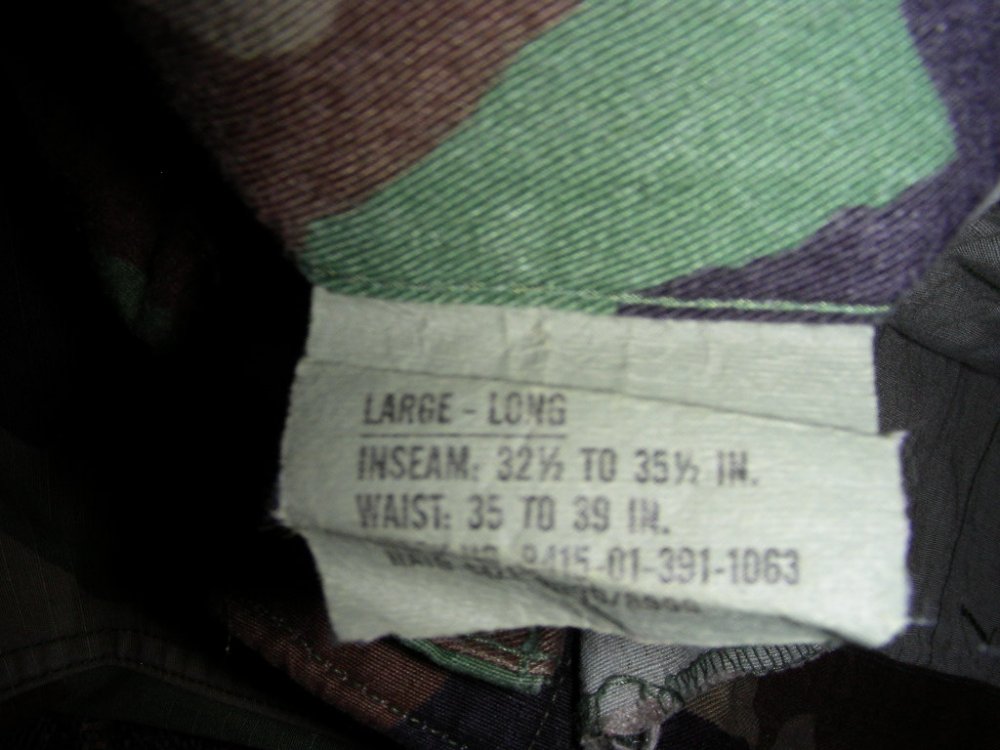 LARGE - LONG
INSEAM: 32½ TO 35½ IN.
WAIST: 35 TO 39 IN.
8415-01-391-1063